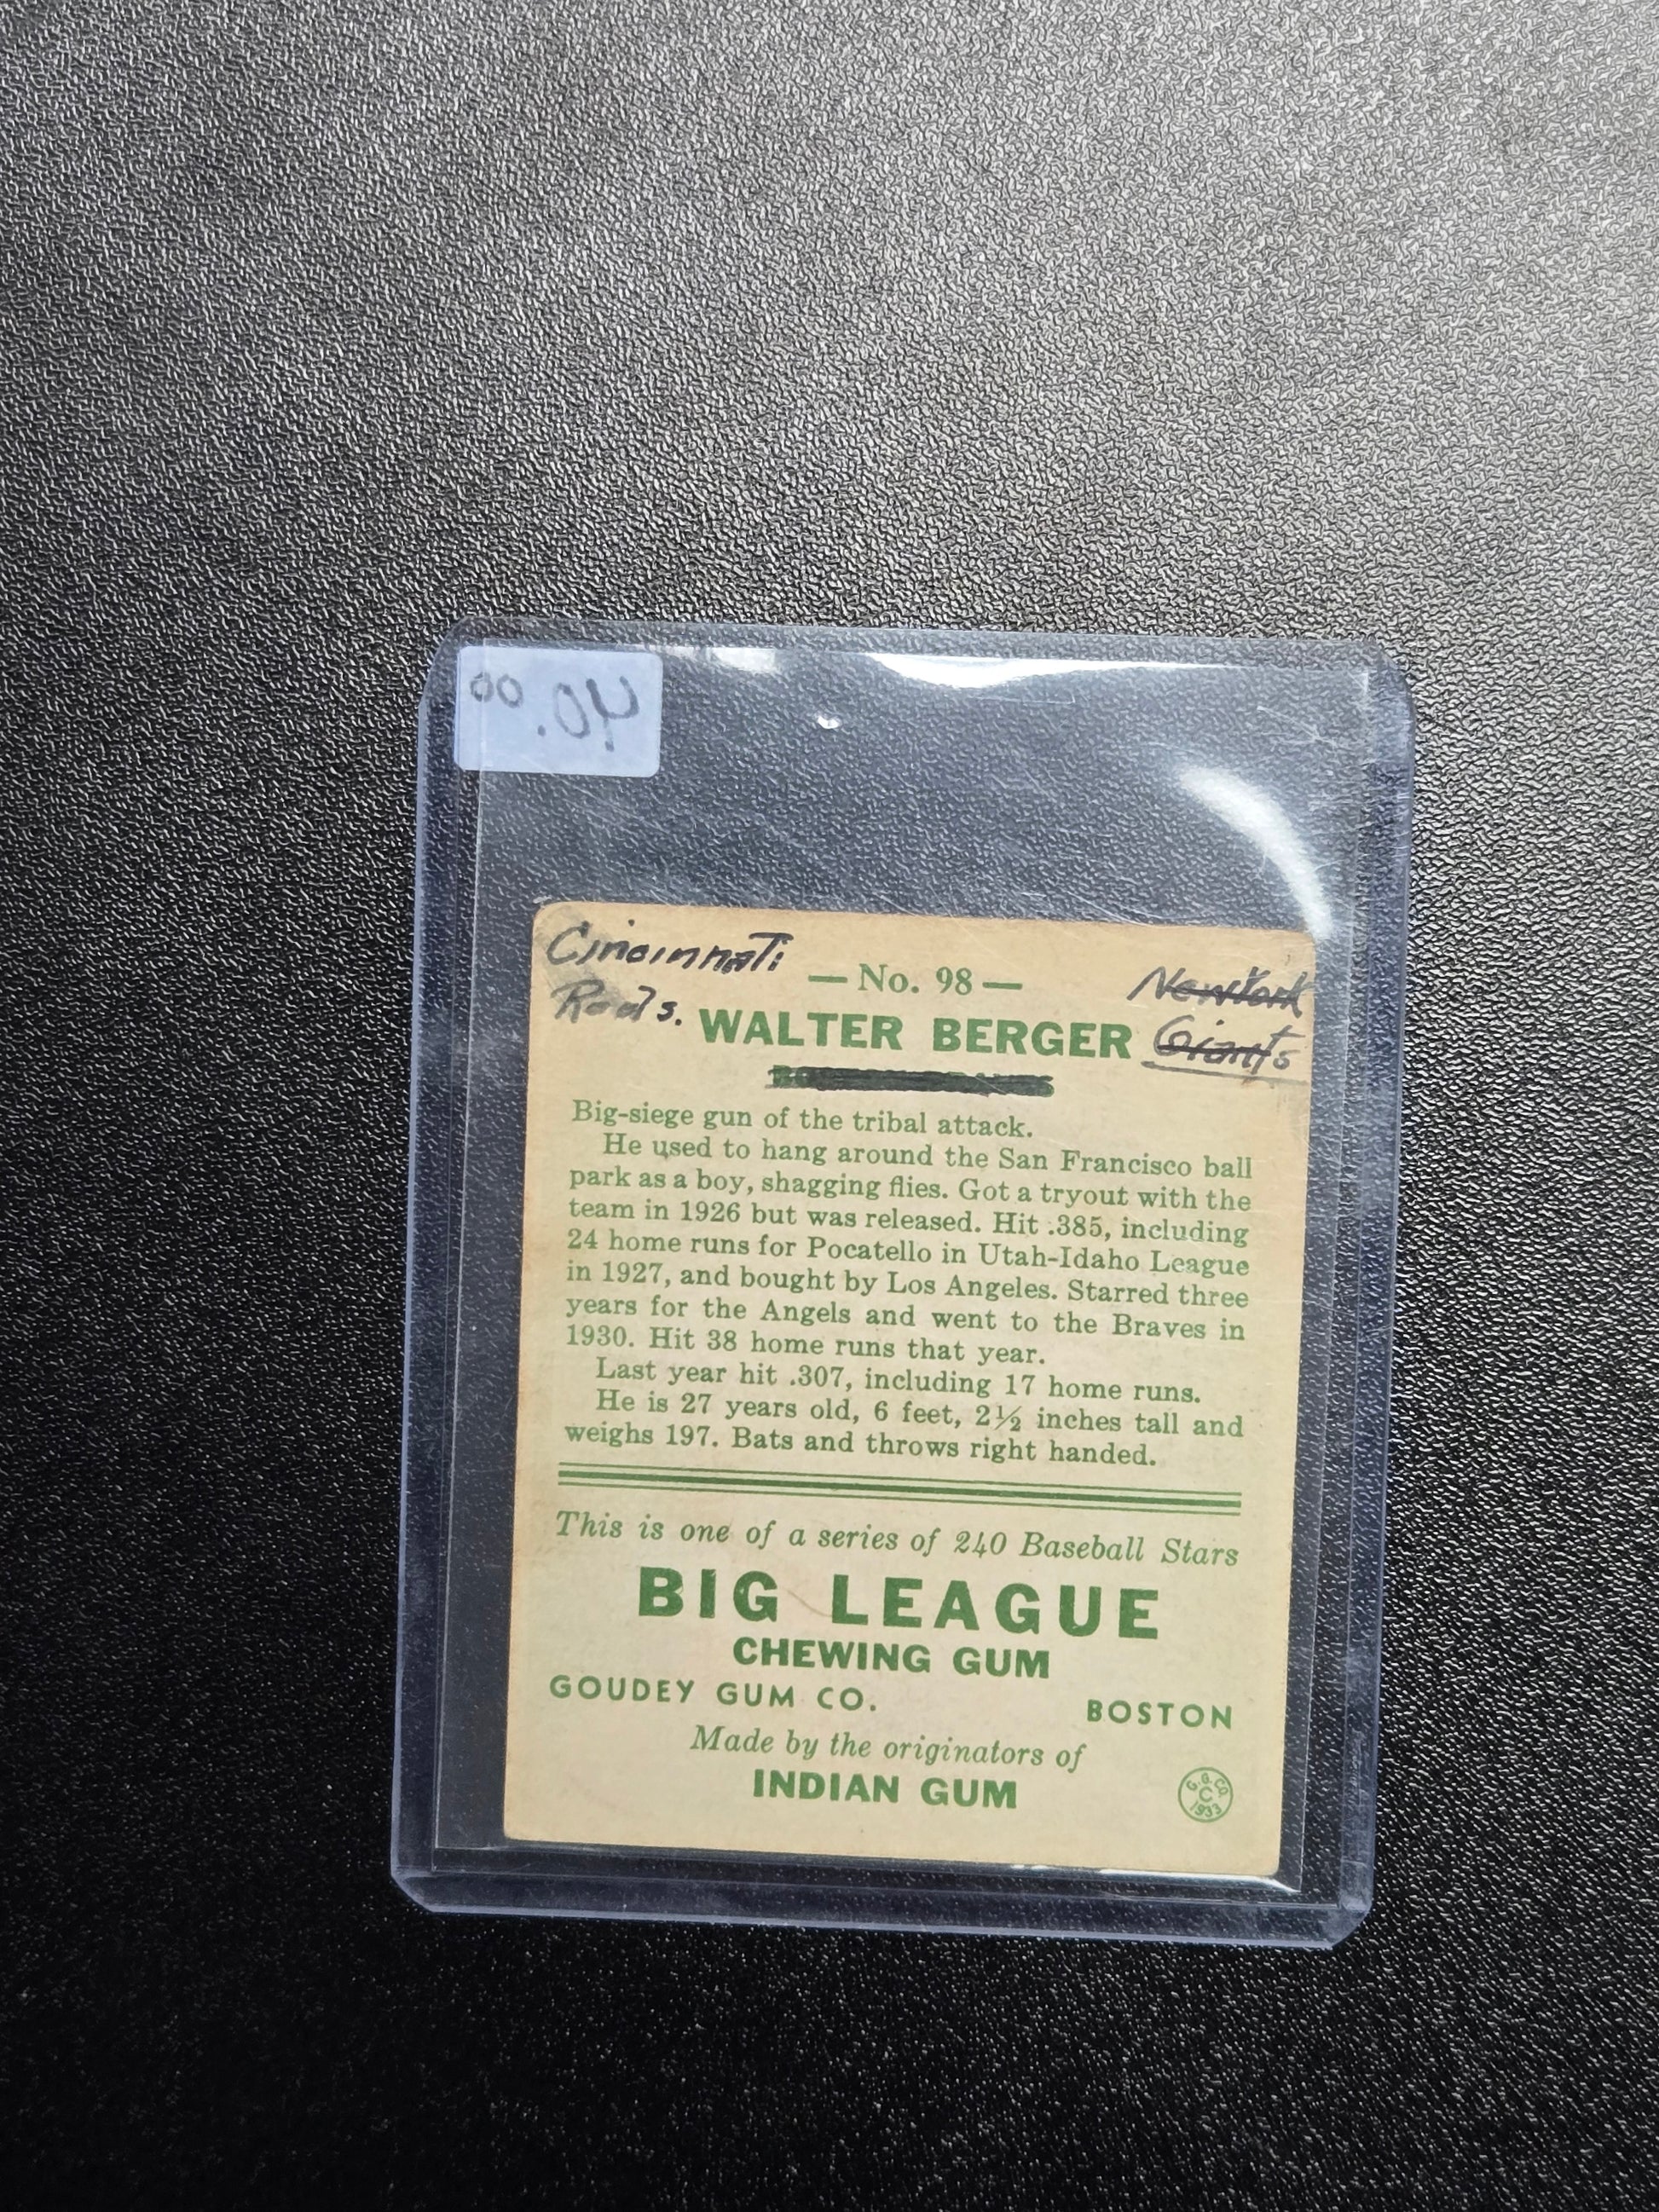 40.00
Cincinnati
Reds.
— No. 98 —
New York
Giants
WALTER BERGER
Big-siege gun of the tribal attack.
He used to hang around the San Francisco ball
park as a boy, shagging flies. Got a tryout with the
team in 1926 but was released. Hit .385, including
24 home runs for Pocatello in Utah-Idaho League
in 1927, and bought by Los Angeles. Starred three
years for the Angels and went to the Braves in
1930. Hit 38 home runs that year.
Last year hit .307, including 17 home runs.
He is 27 years old, 6 feet, 2½ inches tall and
weighs 197. Bats and throws right handed.
This is one of a series of 240 Baseball Stars
BIG LEAGUE
CHEWING GUM
GOUDEY GUM CO. BOSTON
Made by the originators of
INDIAN GUM
G.G.CO.
C
1933